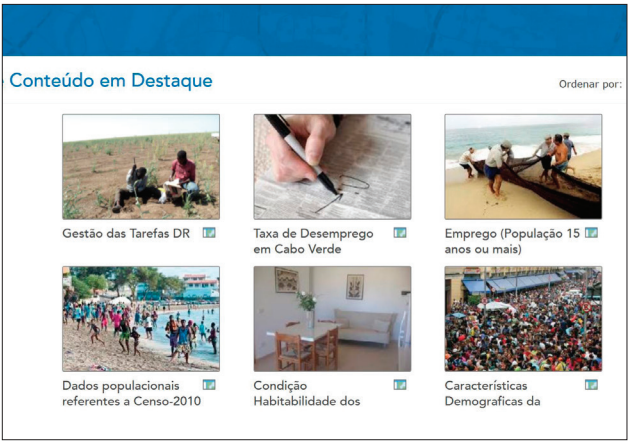 Conteúdo em Destaque
Ordenar por:
Gestão das Tarefas DR
Taxa de Desemprego
em Cabo Verde
Emprego (População 15
anos ou mais)
Dados populacionais
referentes a Censo-2010
Condição
Habitabilidade dos
Características
Demograficas da